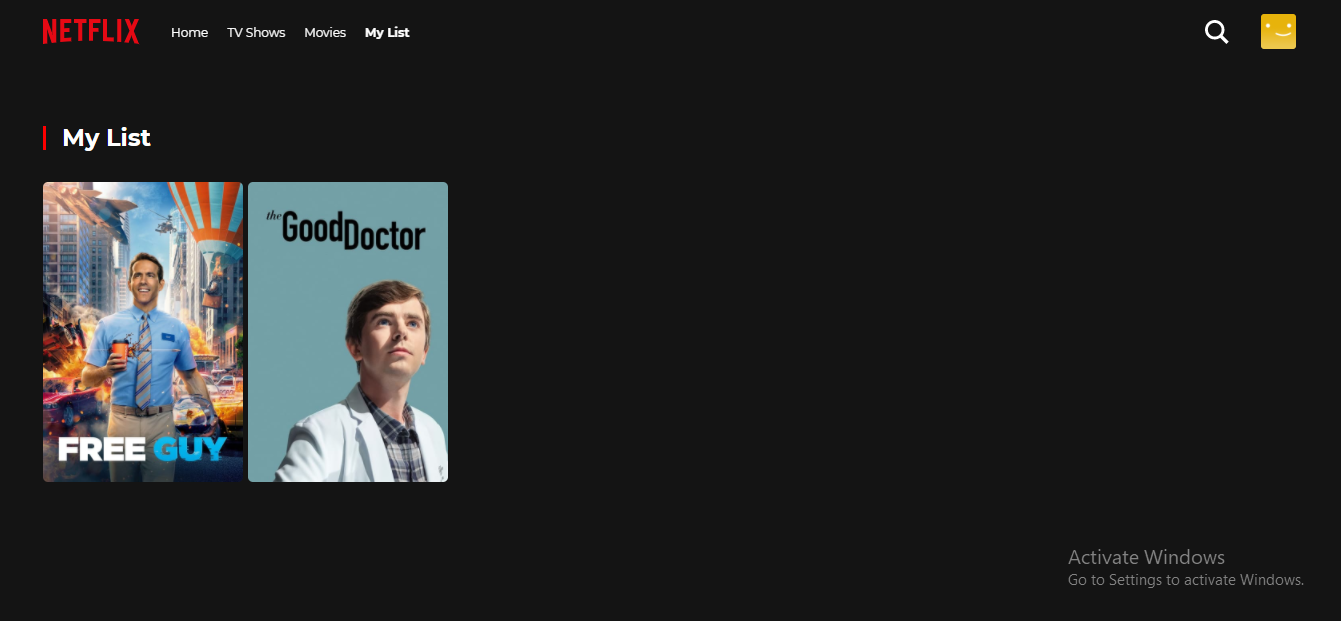 NETFLIX Home TV Shows Movies My List
My List
the Good Doctor
FREE GUY
Activate Windows
Go to Settings to activate Windows.